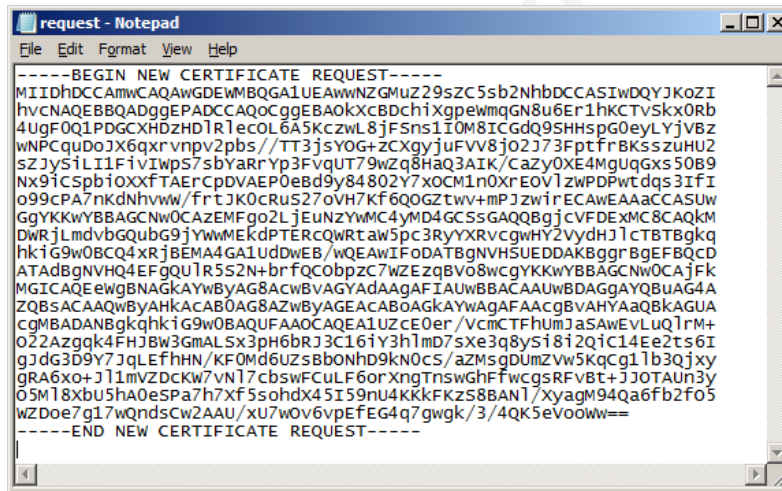 request - Notepad
File Edit Format View Help
-----BEGIN NEW CERTIFICATE REQUEST-----
MIIDhDCCAmwCAQAwGDEWMBQGA1UEAwwNZGMuZ29sZC5sb2NhbDCCASIwDQYJKoZI
hvcNAQEBBQADggEPADCCAQoCggEBAOkXcBDchiXgpeWmqGN8u6Er1hKCTvSkx0Rb
4UgF0Q1PDGCXHDzHDlRlecOL6A5KczwL8jFSns1I0M8ICGdQ9SHHspG0eyLYjVBz
wNPCquDoJX6qxrvnpv2pbs//TT3jsYOG+zCXgyjuFVV8jO2J73FptfrBKsszuHU2
sZJySiLI1FivIWpS7sbYaRrYp3FvqUT79wZq8HaQ3AIK/CaZy0XE4MgUqGxs50B9
Nx9iCSpbiOXXfTAErCpDVAEP0eBd9y84802Y7xOCM1n0XrEOVlzWPDPwtdqs3IfI
o99cPA7nKdNhvwW/frtJK0cRuS27oVH7Kf6QOGZtwv+mPJzwirECAwEAAaCCASUw
GgYKKwYBBAGCNw0CAzEMFgo2LjEuNzYwMC4yMD4GCSsGAQQBgjcVFDExMC8CAQkM
DWRjLmdvbGQubG9jYWwMEkdPTERcQWRtaW5pc3RyYXRvcgwHY2VydHJlcTBTBgkq
hkiG9w0BCQ4xRjBEMA4GA1UdDwEB/wQEAwIFoDATBgNVHSUEDDAKBggrBgEFBQcD
ATAdBgNVHQ4EFgQUlR5S2N+brfQCObpzC7WZEzqBVo8wcgYKKwYBBAGCNw0CAjFk
MGICAQEeWgBNAGkAYwByAG8AcwBvAGYAdAAgAFIAUwBBACAAUwBDAGgAYQBuAG4A
ZQBsACAAQwByAHkAcAB0AG8AZwByAGEAcABoAGkAYwAgAFAAcgBvAHYAaQBkAGUA
cgMBADANBgkqhkiG9w0BAQUFAAOCAQEA1UZcE0er/VcmCTFhUmJaSAwEvLuQlrM+
O22Azgqk4FHJBW3GmALSx3pH6bRJ3C16iY3hlmD7sXe3q8ySi8i2QiC14Ee2ts6I
gJdG3D9Y7JqLEfhHN/KF0Md6UZsBbONhD9kN0cS/aZMsgDUmZVw5KqCg1lb3Qjxy
gRA6xo+Jl1mVZDcKW7vNl7cbswFCuLF6orXngTnswGhFfwcgsRFvBt+JJOTAUn3y
O5Ml8XbU5hA0eSPa7h7Xf5sohdX45I59nU4KKkFKzS8BANl/XyagM94Qa6fb2fO5
WZDoe7g17wQndsCw2AAU/xU7wOv6vpEfEG4q7gwgk/3/4QK5eVooWw==
-----END NEW CERTIFICATE REQUEST-----